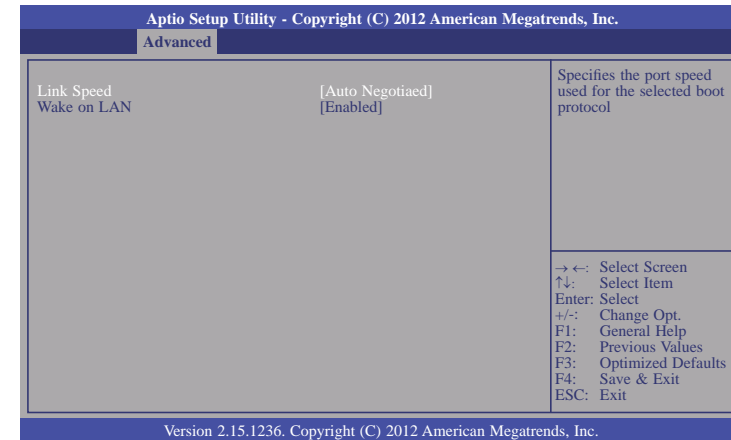 Aptio Setup Utility - Copyright (C) 2012 American Megatrends, Inc.
Advanced
Link Speed [Auto Negotiaed]
Wake on LAN [Enabled]
Specifies the port speed
used for the selected boot
protocol
→ ←: Select Screen
↑↓: Select Item
Enter: Select
+/-: Change Opt.
F1: General Help
F2: Previous Values
F3: Optimized Defaults
F4: Save & Exit
ESC: Exit
Version 2.15.1236. Copyright (C) 2012 American Megatrends, Inc.